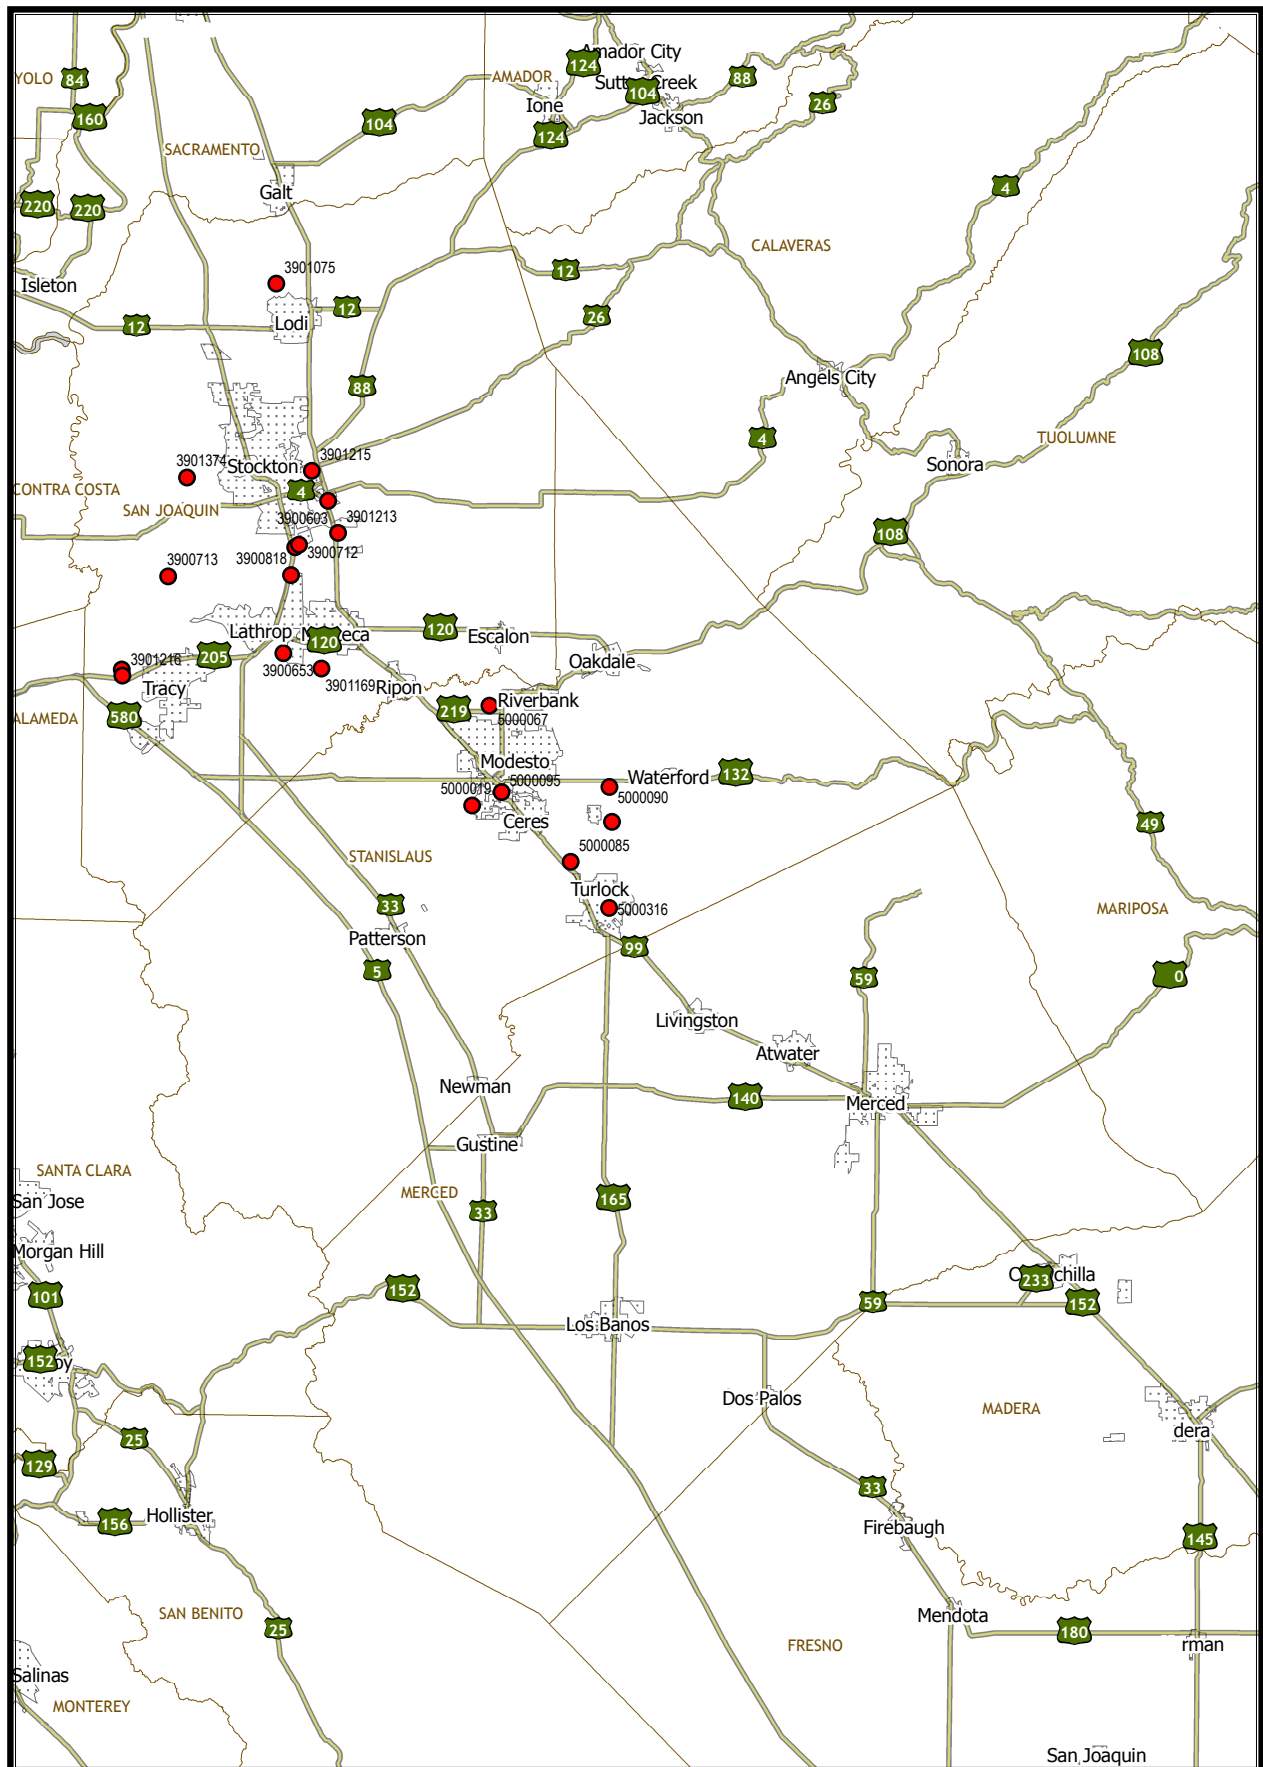 Amador City
124
YOLO
84
AMADOR
88
Sutter Creek
104
26
Ione
160
104
Jackson
124
SACRAMENTO
4
Galt
220
220
CALAVERAS
3901075
12
Isleton
12
26
Lodi
12
108
Angels City
88
4
TUOLUMNE
3901215
3901374
Stockton
Sonora
CONTRA COSTA
4
SAN JOAQUIN
3900603
3901213
108
3900713
3900818
3900712
Lathrop
120
120
Escalon
205
3901216
3900653
Oakdale
Tracy
3901169
Ripon
Riverbank
219
ALAMEDA
580
5000067
Modesto
132
Waterford
5000019
5000095
5000090
Ceres
49
5000085
STANISLAUS
Turlock
33
5000316
MARIPOSA
Patterson
99
5
59
0
Livingston
Atwater
Newman
140
Merced
Gustine
SANTA CLARA
MERCED
165
San Jose
33
Morgan Hill
233
chilla
152
101
59
152
Los Banos
152
by
Dos Palos
MADERA
25
dera
129
33
Hollister
156
Firebaugh
145
SAN BENITO
Mendota
25
180
FRESNO
rman
Salinas
MONTEREY
San Joaquin